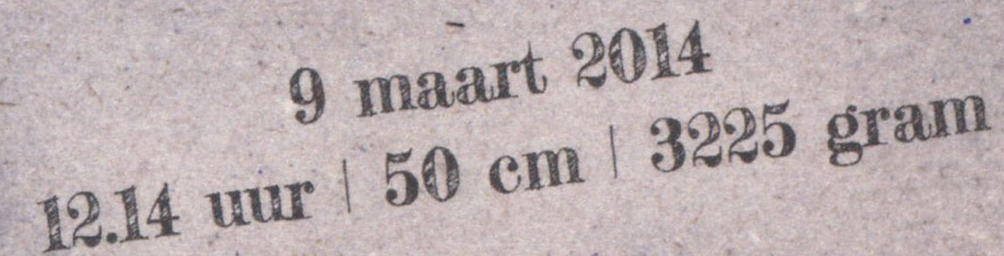 9 maart 2014
12.14 uur | 50 cm | 3225 gram